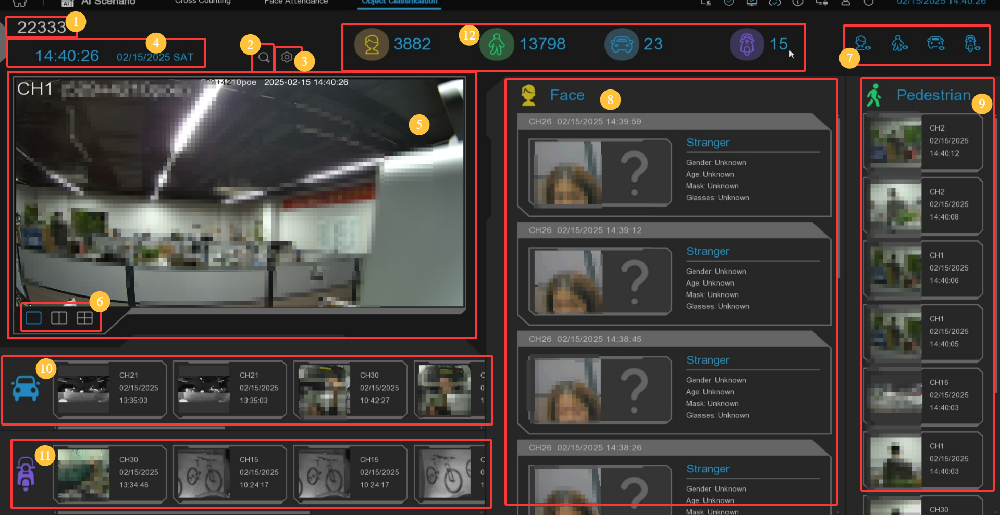 AI Scenario
Cross Counting
Face Attendance
Object Classification
02/15/2025 14:40:26
AI
22333
1
4
14:40:26
02/15/2025 SAT
2
3
3882
12
13798
23
15
7
CH1
4210poe 2025-02-15 14:40:26
5
6
Face
8
CH26 02/15/2025 14:39:59
Stranger
Gender: Unknown
Age: Unknown
Mask: Unknown
Glasses: Unknown
CH26 02/15/2025 14:39:12
Stranger
Gender: Unknown
Age: Unknown
Mask: Unknown
Glasses: Unknown
CH26 02/15/2025 14:38:45
Stranger
Gender: Unknown
Age: Unknown
Mask: Unknown
Glasses: Unknown
CH26 02/15/2025 14:38:26
Stranger
Gender: Unknown
Age: Unknown
Mask: Unknown
Pedestrian
9
CH2
02/15/2025
14:40:12
CH2
02/15/2025
14:40:08
CH1
02/15/2025
14:40:06
CH1
02/15/2025
14:40:05
CH16
02/15/2025
14:40:03
CH1
02/15/2025
14:40:03
CH30
10
CH21
02/15/2025
13:35:03
CH21
02/15/2025
13:35:03
CH30
02/15/2025
10:42:27
C
0
1
11
CH30
02/15/2025
13:34:46
CH15
02/15/2025
10:24:17
CH15
02/15/2025
10:24:17
C
0
1